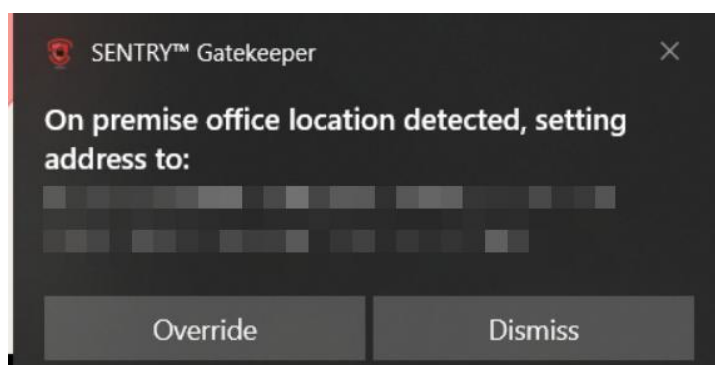 SENTRY™ Gatekeeper
On premise office location detected, setting
address to:
Override
Dismiss